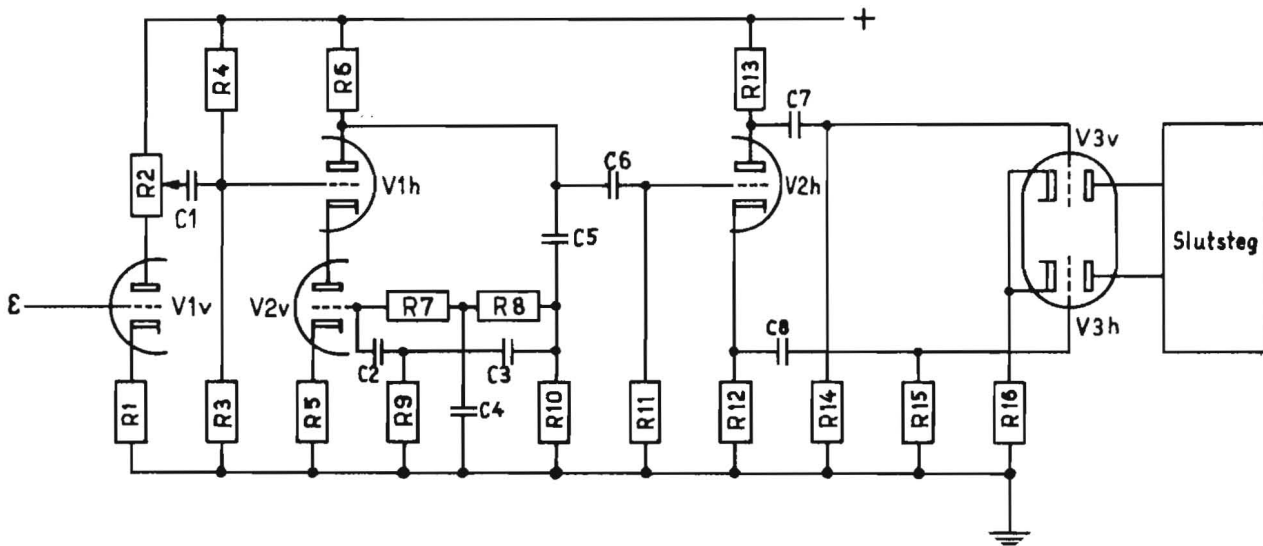 +
R4
R6
R13
C7
V3v
R2
C1
V1h
C6
V2h
C5
Slutsteg
ε
V1v
V2v
R7
R8
V3h
C8
C2
C3
C4
R1
R3
R5
R9
R10
R11
R12
R14
R15
R16